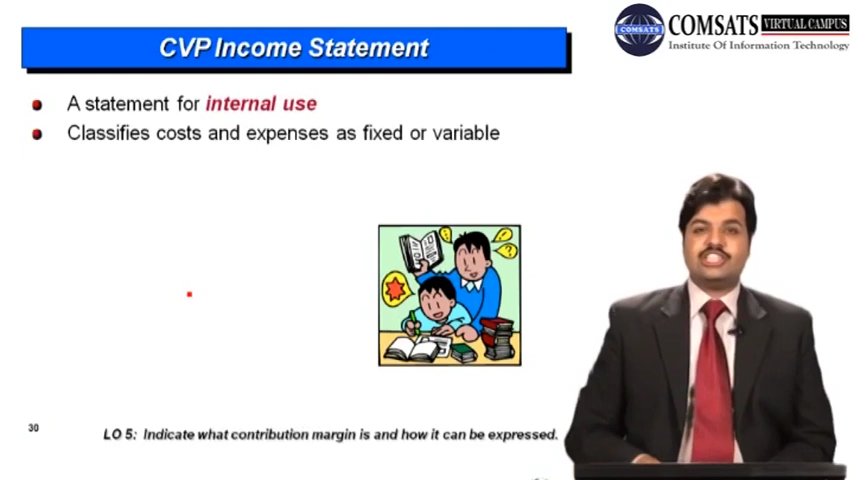 CVP Income Statement
COMSATS VIRTUAL CAMPUS
Institute Of Information Technology
COMSATS
A statement for internal use
Classifies costs and expenses as fixed or variable
30
LO 5: Indicate what contribution margin is and how it can be expressed.